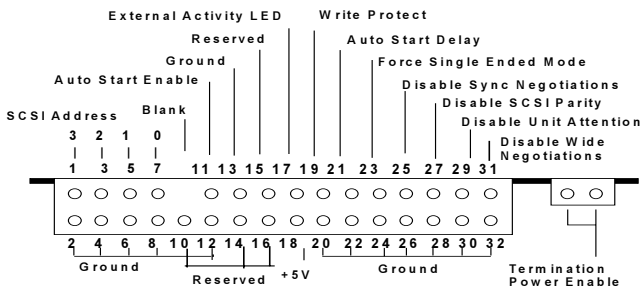 External Activity LED
Write Protect
Reserved
Auto Start Delay
Ground
Force Single Ended Mode
Auto Start Enable
Disable Sync Negotiations
Disable SCSI Parity
SCSI Address
Blank
Disable Unit Attention
3 2 1 0
Disable Wide
Negotiations
1 3 5 7 11 13 15 17 19 21 23 25 27 29 31
2 4 6 8 10 12 14 16 18 20 22 24 26 28 30 32
Ground
Reserved
+5V
Ground
Termination
Power Enable